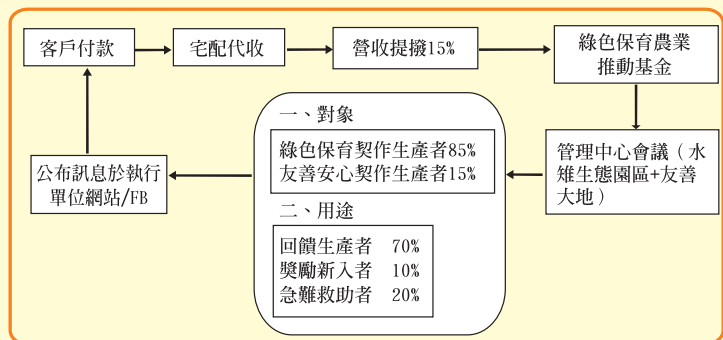 客戶付款
宅配代收
營收提撥15%
綠色保育農業
推動基金
管理中心會議（水
雉生態園區+友善
大地）
一、對象
綠色保育契作生產者85%
友善安心契作生產者15%
二、用途
回饋生產者 70%
獎勵新入者 10%
急難救助者 20%
公布訊息於執行
單位網站/FB